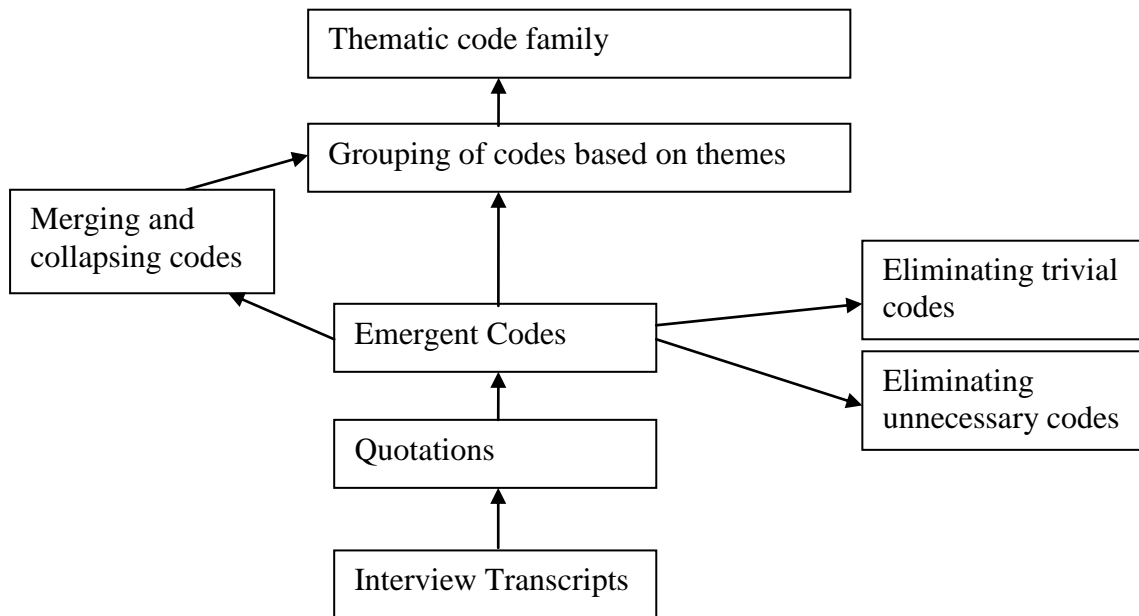 Thematic code family
Grouping of codes based on themes
Merging and
collapsing codes
Eliminating trivial
codes
Emergent Codes
Eliminating
unnecessary codes
Quotations
Interview Transcripts